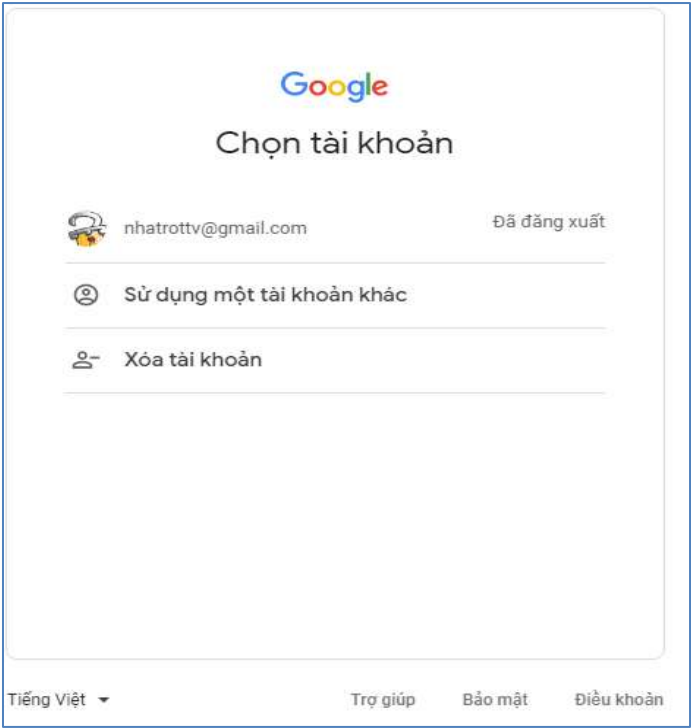 Google
Chọn tài khoản
nhatrottv@gmail.com Đã đăng xuất
Sử dụng một tài khoản khác
Xóa tài khoản
Tiếng Việt Trợ giúp Bảo mật Điều khoản